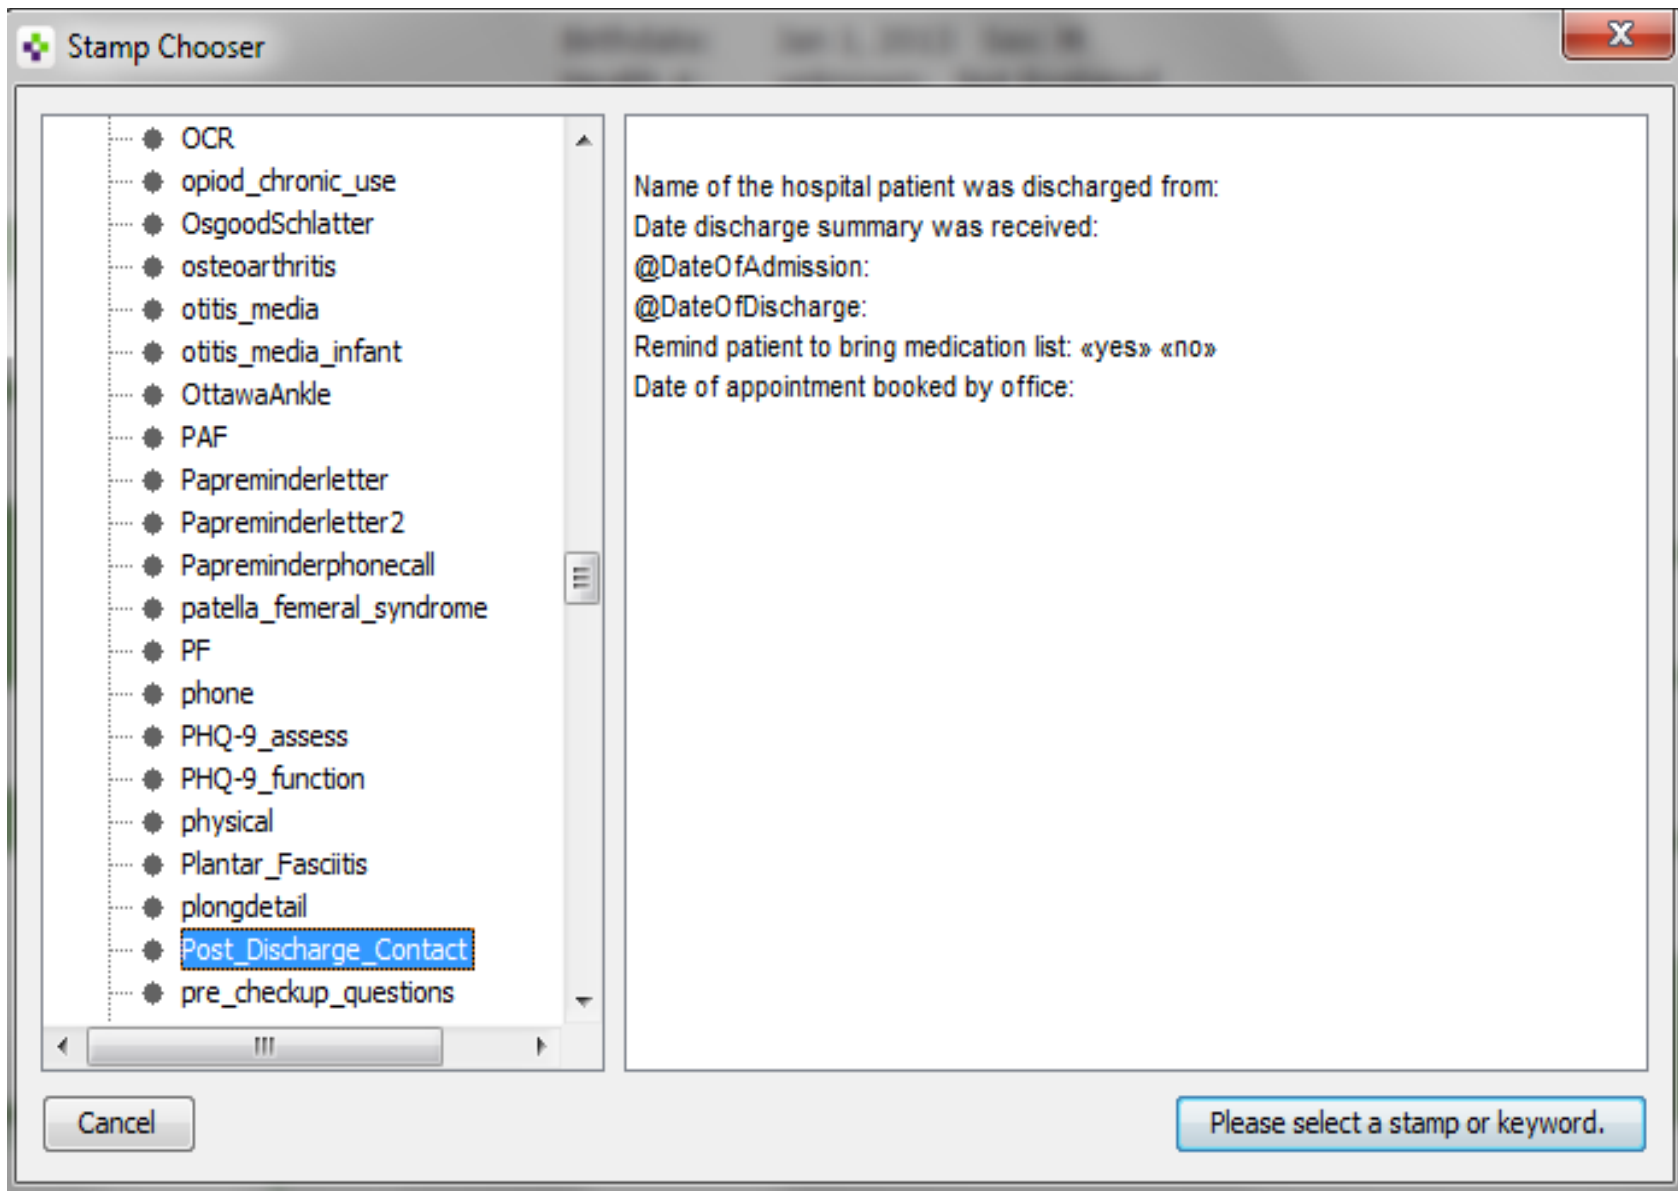 Stamp Chooser
OCR
opiod_chronic_use
OsgoodSchlatter
osteoarthritis
otitis_media
otitis_media_infant
OttawaAnkle
PAF
Papreminderletter
Papreminderletter2
Papreminderphonecall
patella_femeral_syndrome
PF
phone
PHQ-9_assess
PHQ-9_function
physical
Plantar_Fasciitis
plongdetail
Post_Discharge_Contact
pre_checkup_questions
Name of the hospital patient was discharged from:
Date discharge summary was received:
@DateOfAdmission:
@DateOfDischarge:
Remind patient to bring medication list: «yes» «no»
Date of appointment booked by office:
Cancel
Please select a stamp or keyword.